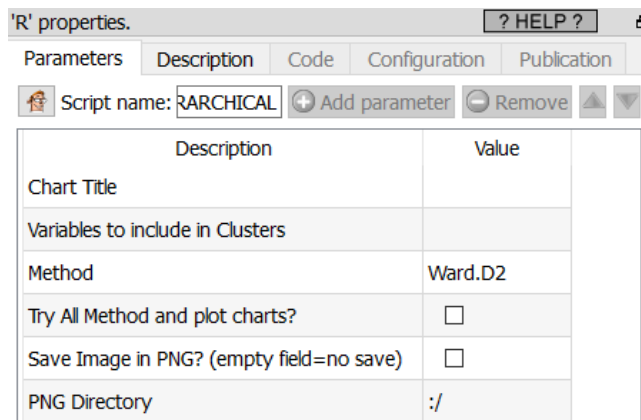 'R' properties. ? HELP ?
Parameters Description Code Configuration Publication
Script name: RARCHICAL Add parameter Remove
Description Value
Chart Title
Variables to include in Clusters
Method Ward.D2
Try All Method and plot charts?
Save Image in PNG? (empty field=no save)
PNG Directory :/